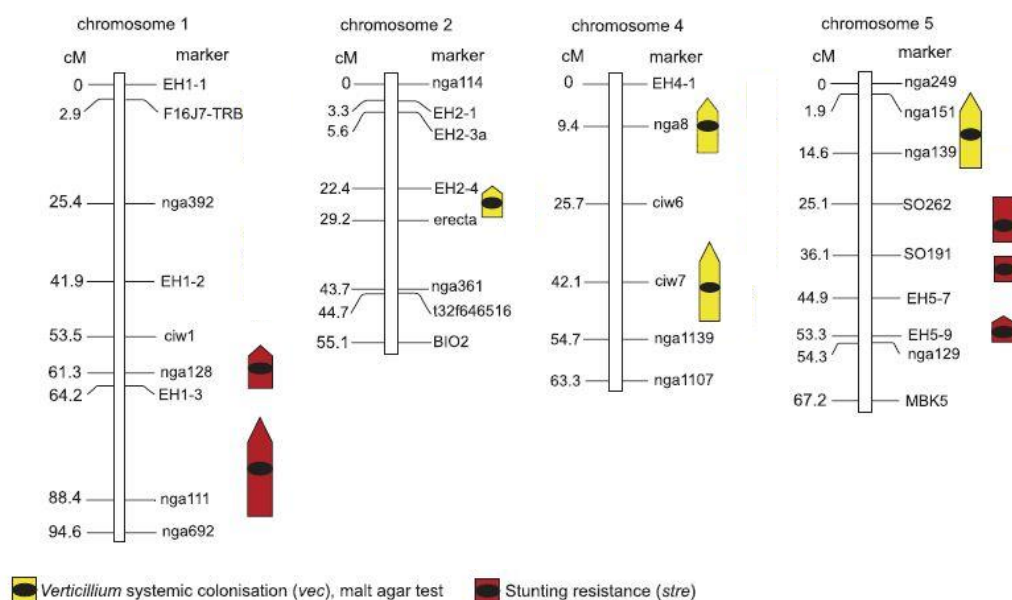 chromosome 1
cM marker
0 EH1-1
2.9 F16J7-TRB
25.4 nga392
41.9 EH1-2
53.5 ciw1
61.3 nga128
64.2 EH1-3
88.4 nga111
94.6 nga692
chromosome 2
cM marker
0 nga114
3.3 EH2-1
5.6 EH2-3a
22.4 EH2-4
29.2 erecta
43.7 nga361
44.7 t32f646516
55.1 BIO2
chromosome 4
cM marker
0 EH4-1
9.4 nga8
25.7 ciw6
42.1 ciw7
54.7 nga1139
63.3 nga1107
chromosome 5
cM marker
0 nga249
1.9 nga151
14.6 nga139
25.1 SO262
36.1 SO191
44.9 EH5-7
53.3 EH5-9
54.3 nga129
67.2 MBK5
Verticillium systemic colonisation (vec), malt agar test
Stunting resistance (stre)